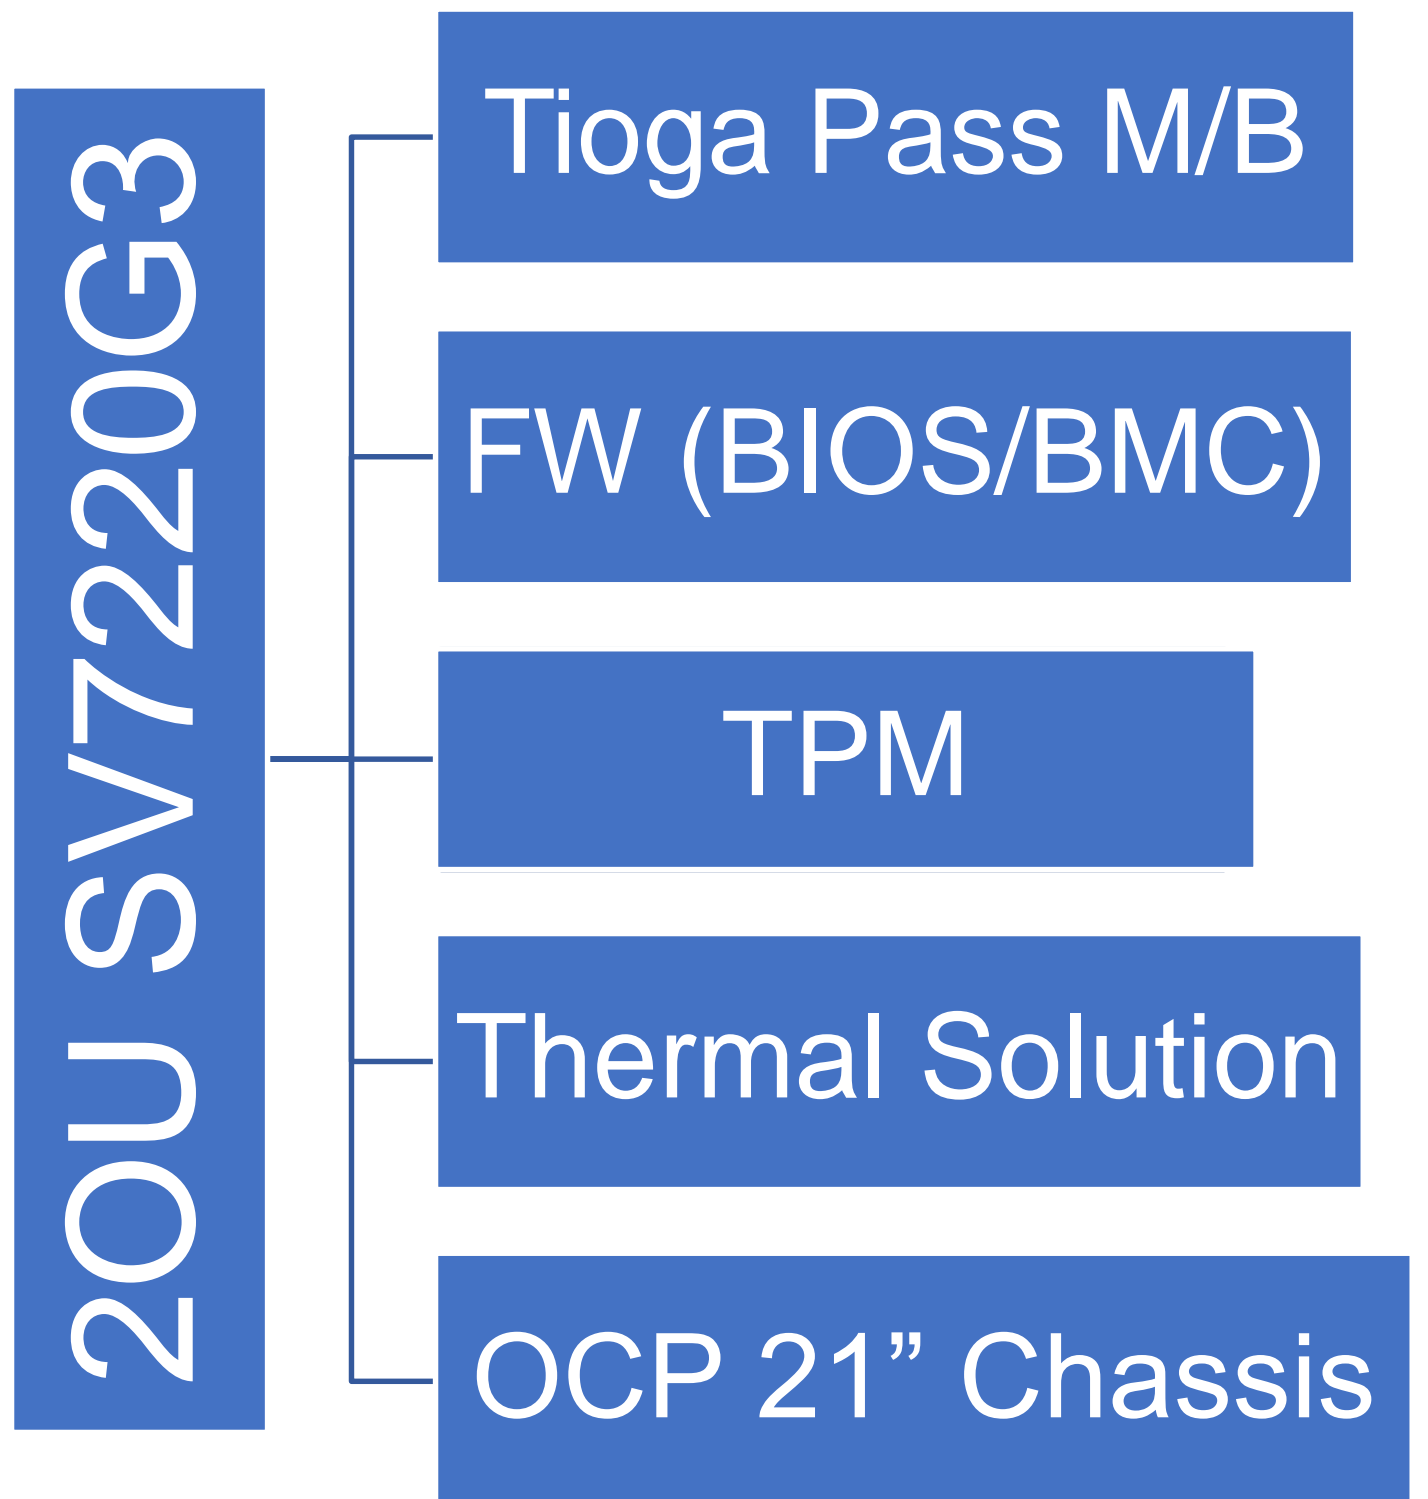 2OU SV7220G3
Tioga Pass M/B
FW (BIOS/BMC)
TPM
Thermal Solution
OCP 21” Chassis